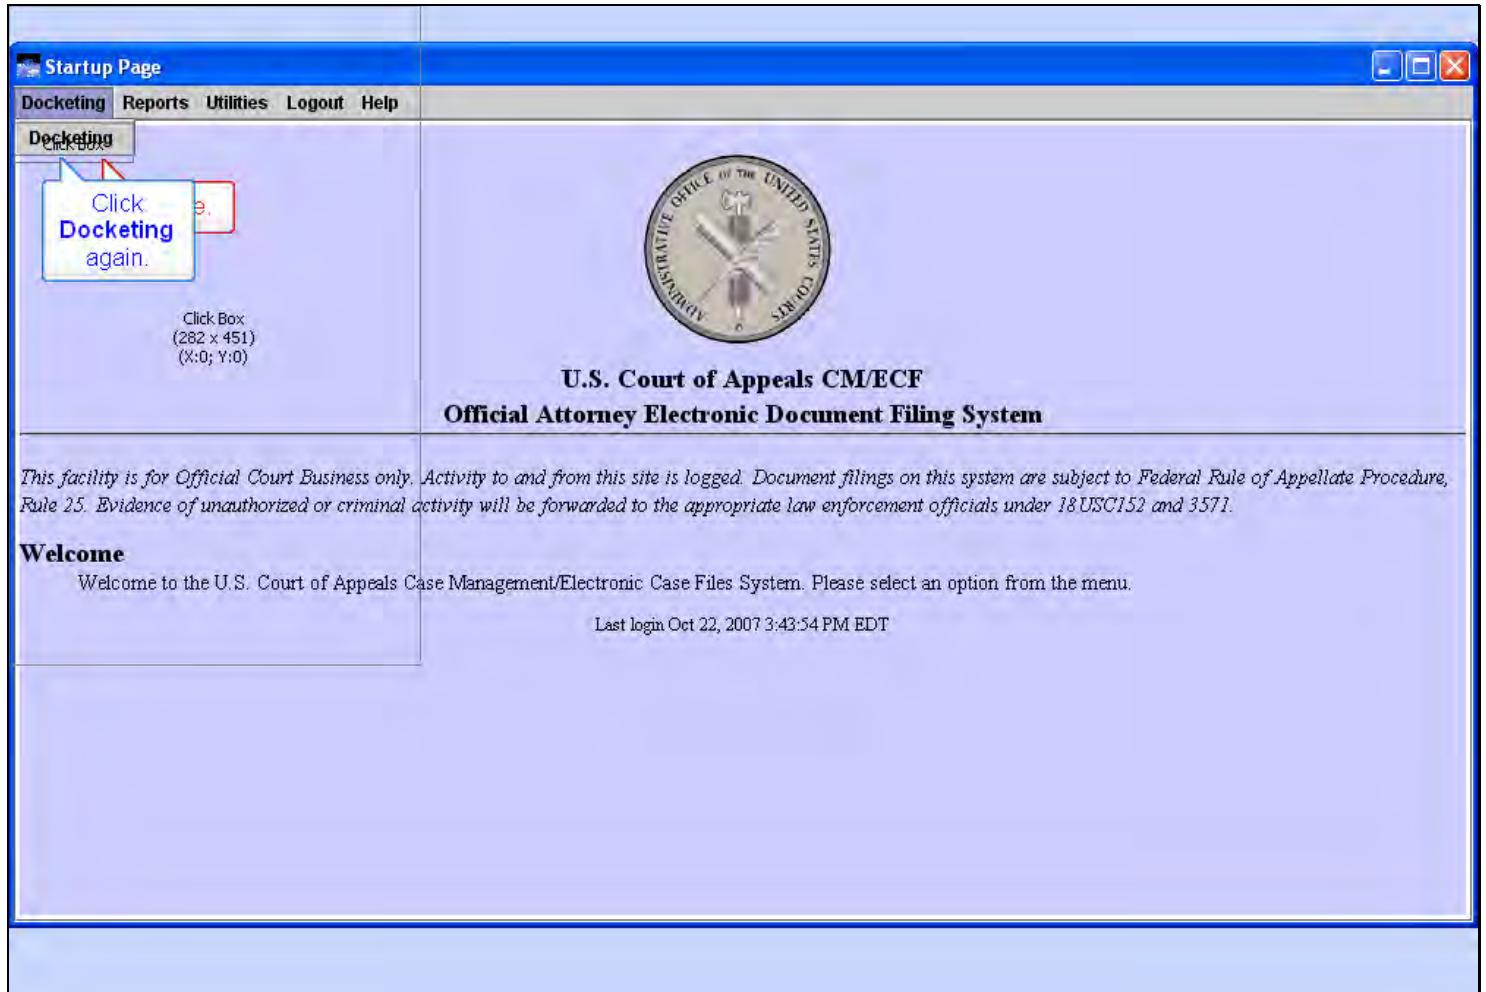 Startup Page
Docketing Reports Utilities Logout Help
Docketing
Click Box
Click
e.
Docketing
again.
Click Box
(282 x 451)
(X:0; Y:0)
ADMINISTRATIVE OFFICE OF THE UNITED STATES COURTS
U.S. Court of Appeals CM/ECF
Official Attorney Electronic Document Filing System
This facility is for Official Court Business only. Activity to and from this site is logged. Document filings on this system are subject to Federal Rule of Appellate Procedure,
Rule 25. Evidence of unauthorized or criminal activity will be forwarded to the appropriate law enforcement officials under 18USC152 and 3571.
Welcome
Welcome to the U.S. Court of Appeals Case Management/Electronic Case Files System. Please select an option from the menu.
Last login Oct 22, 2007 3:43:54 PM EDT